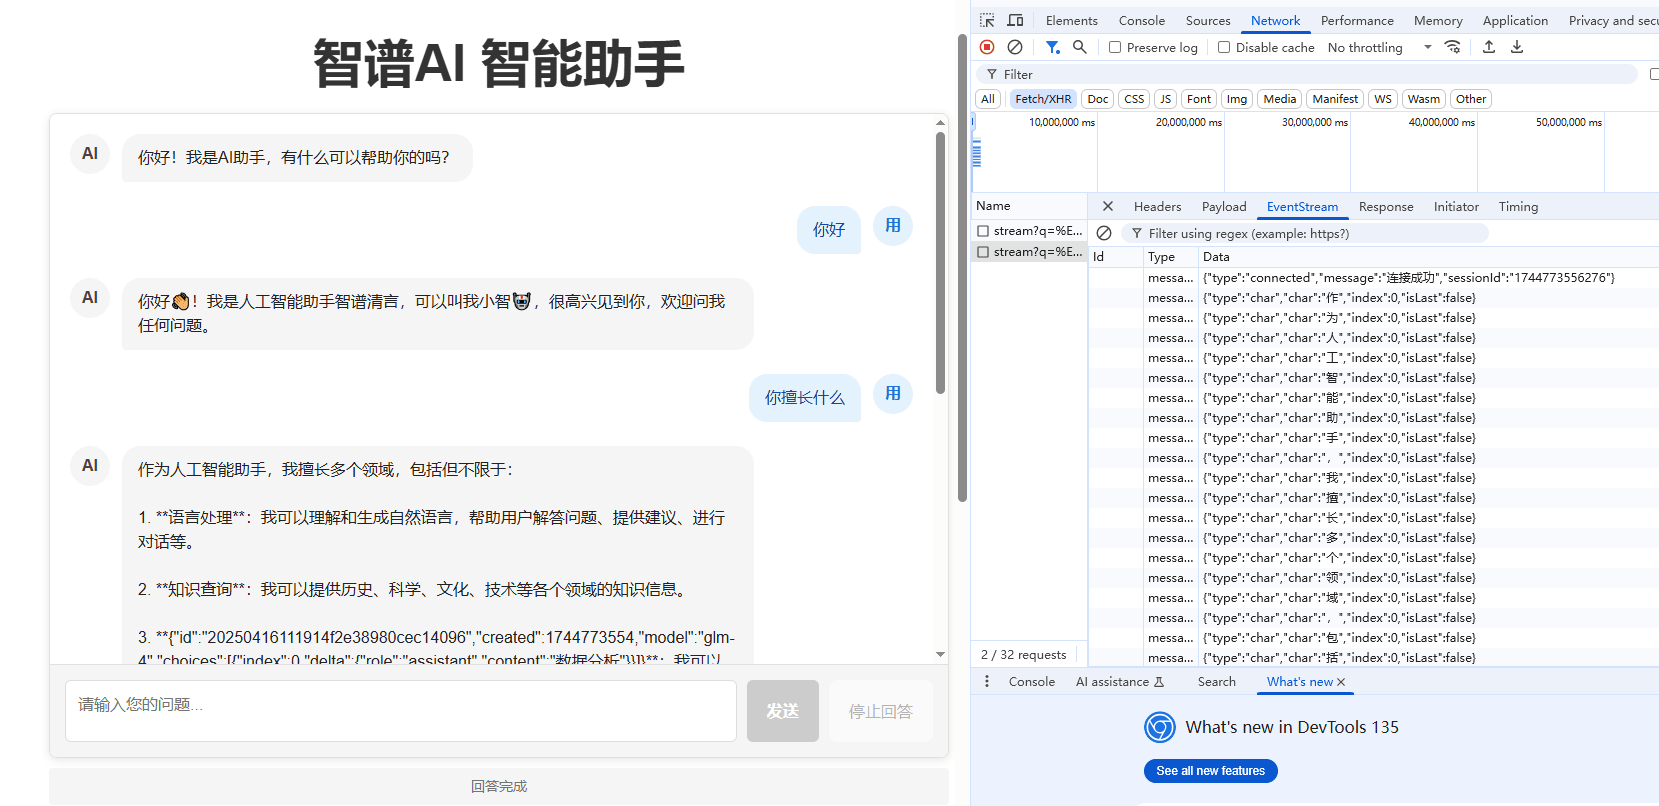 智谱AI 智能助手
AI
你好！我是AI助手，有什么可以帮助你的吗？
你好
用
AI
你好👏！我是人工智能助手智谱清言，可以叫我小智🤡，很高兴见到你，欢迎问我
任何问题。
你擅长什么
用
AI
作为人工智能助手，我擅长多个领域，包括但不限于：
1. **语言处理**：我可以理解和生成自然语言，帮助用户解答问题、提供建议、进行
对话等。
2. **知识查询**：我可以提供历史、科学、文化、技术等各个领域的知识信息。
3. **{"id":"20250416111914f2e38980cec14096","created":1744773554,"model":"glm-
4","choices":[{"index":0,"delta":{"role":"assistant","content":"数据分析"}}]}**：我可以
请输入您的问题...
发送
停止回答
回答完成
Elements
Console
Sources
Network
Performance
Memory
Application
Privacy and secu
Preserve log
Disable cache
No throttling
Filter
All
Fetch/XHR
Doc
CSS
JS
Font
Img
Media
Manifest
WS
Wasm
Other
10,000,000 ms
20,000,000 ms
30,000,000 ms
40,000,000 ms
50,000,000 ms
Name
stream?q=%E...
stream?q=%E...
2 / 32 requests
Headers
Payload
EventStream
Response
Initiator
Timing
Filter using regex (example: https?)
Id
Type
Data
messa... {"type":"connected","message":"连接成功","sessionId":"1744773556276"}
messa... {"type":"char","char":"作","index":0,"isLast":false}
messa... {"type":"char","char":"为","index":0,"isLast":false}
messa... {"type":"char","char":"人","index":0,"isLast":false}
messa... {"type":"char","char":"工","index":0,"isLast":false}
messa... {"type":"char","char":"智","index":0,"isLast":false}
messa... {"type":"char","char":"能","index":0,"isLast":false}
messa... {"type":"char","char":"助","index":0,"isLast":false}
messa... {"type":"char","char":"手","index":0,"isLast":false}
messa... {"type":"char","char":"，","index":0,"isLast":false}
messa... {"type":"char","char":"我","index":0,"isLast":false}
messa... {"type":"char","char":"擅","index":0,"isLast":false}
messa... {"type":"char","char":"长","index":0,"isLast":false}
messa... {"type":"char","char":"多","index":0,"isLast":false}
messa... {"type":"char","char":"个","index":0,"isLast":false}
messa... {"type":"char","char":"领","index":0,"isLast":false}
messa... {"type":"char","char":"域","index":0,"isLast":false}
messa... {"type":"char","char":"，","index":0,"isLast":false}
messa... {"type":"char","char":"包","index":0,"isLast":false}
messa... {"type":"char","char":"括","index":0,"isLast":false}
Console
AI assistance
Search
What's new
What's new in DevTools 135
See all new features